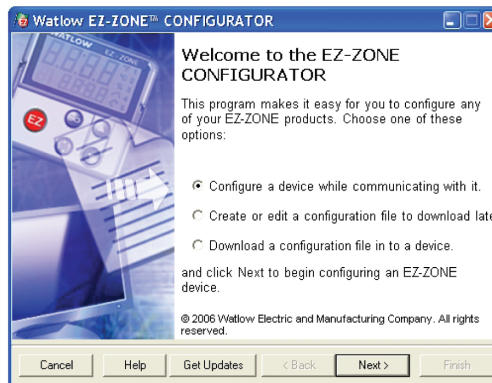 Watlow EZ-ZONE™ CONFIGURATOR
WATLOW
EZ-ZONE
EZ
Welcome to the EZ-ZONE
CONFIGURATOR
This program makes it easy for you to configure any
of your EZ-ZONE products. Choose one of these
options:
Configure a device while communicating with it.
Create or edit a configuration file to download late
Download a configuration file in to a device.
and click Next to begin configuring an EZ-ZONE
device.
© 2006 Watlow Electric and Manufacturing Company. All rights
reserved.
Cancel Help Get Updates < Back Next > Finish